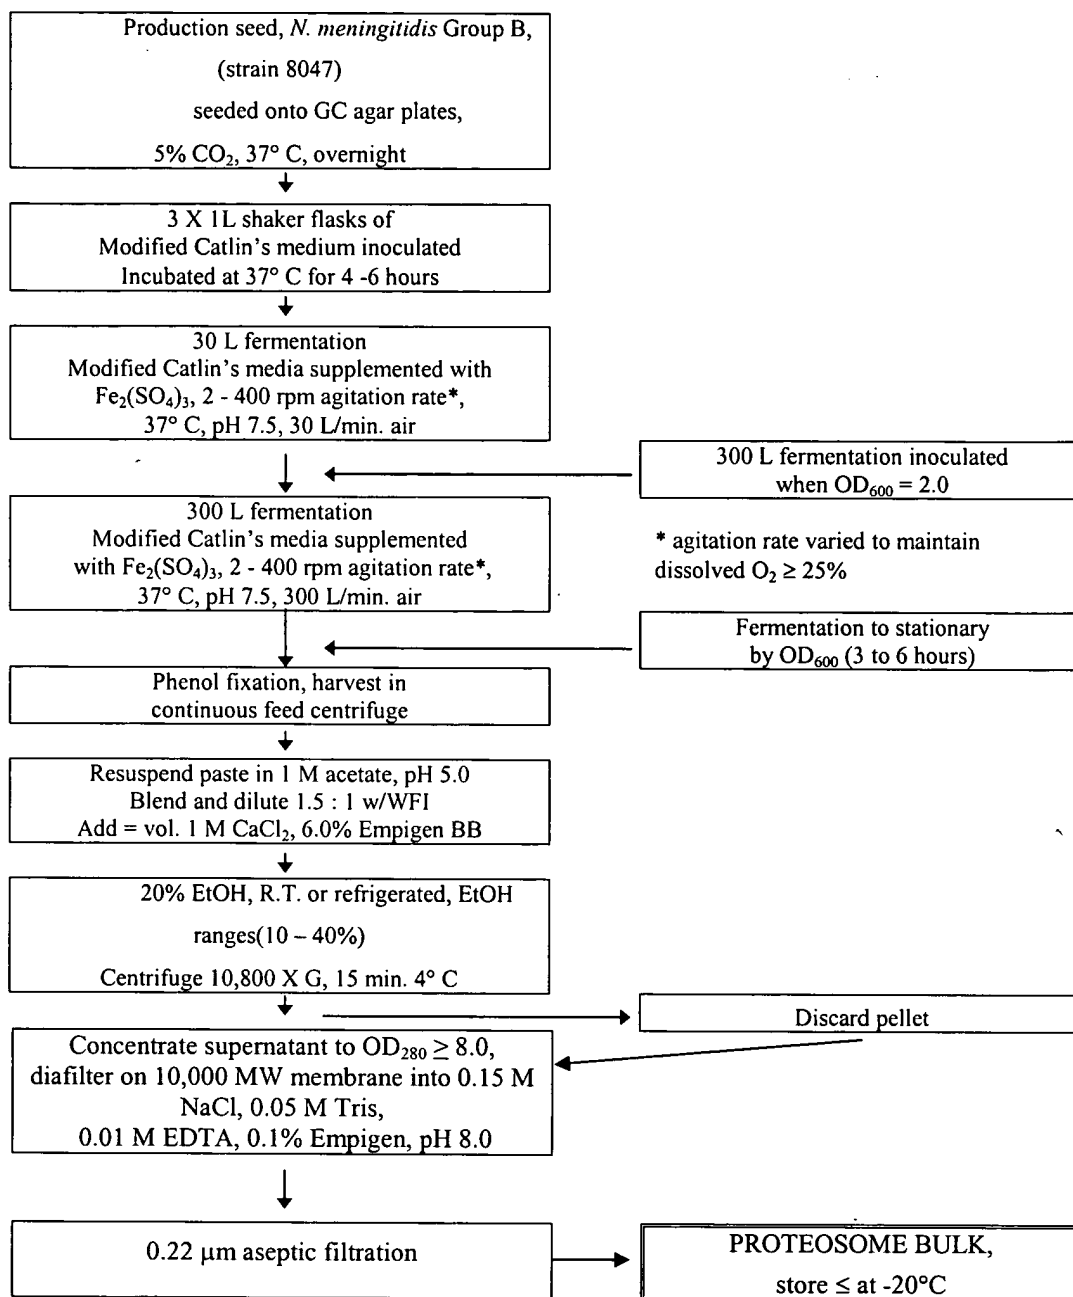 Production seed, N. meningitidis Group B,
(strain 8047)
seeded onto GC agar plates,
5% CO₂, 37° C, overnight
3 X 1L shaker flasks of
Modified Catlin's medium inoculated
Incubated at 37° C for 4 -6 hours
30 L fermentation
Modified Catlin's media supplemented with
Fe₂(SO₄)₃, 2 - 400 rpm agitation rate*,
37° C, pH 7.5, 30 L/min. air
300 L fermentation inoculated
when OD₆₀₀ = 2.0
300 L fermentation
Modified Catlin's media supplemented
with Fe₂(SO₄)₃, 2 - 400 rpm agitation rate*,
37° C, pH 7.5, 300 L/min. air
* agitation rate varied to maintain
dissolved O₂ ≥ 25%
Fermentation to stationary
by OD₆₀₀ (3 to 6 hours)
Phenol fixation, harvest in
continuous feed centrifuge
Resuspend paste in 1 M acetate, pH 5.0
Blend and dilute 1.5 : 1 w/WFI
Add = vol. 1 M CaCl₂, 6.0% Empigen BB
20% EtOH, R.T. or refrigerated, EtOH
ranges(10 – 40%)
Centrifuge 10,800 X G, 15 min. 4° C
Discard pellet
Concentrate supernatant to OD₂₈₀ ≥ 8.0,
diafilter on 10,000 MW membrane into 0.15 M
NaCl, 0.05 M Tris,
0.01 M EDTA, 0.1% Empigen, pH 8.0
0.22 μm aseptic filtration
PROTEOSOME BULK,
store ≤ at -20°C